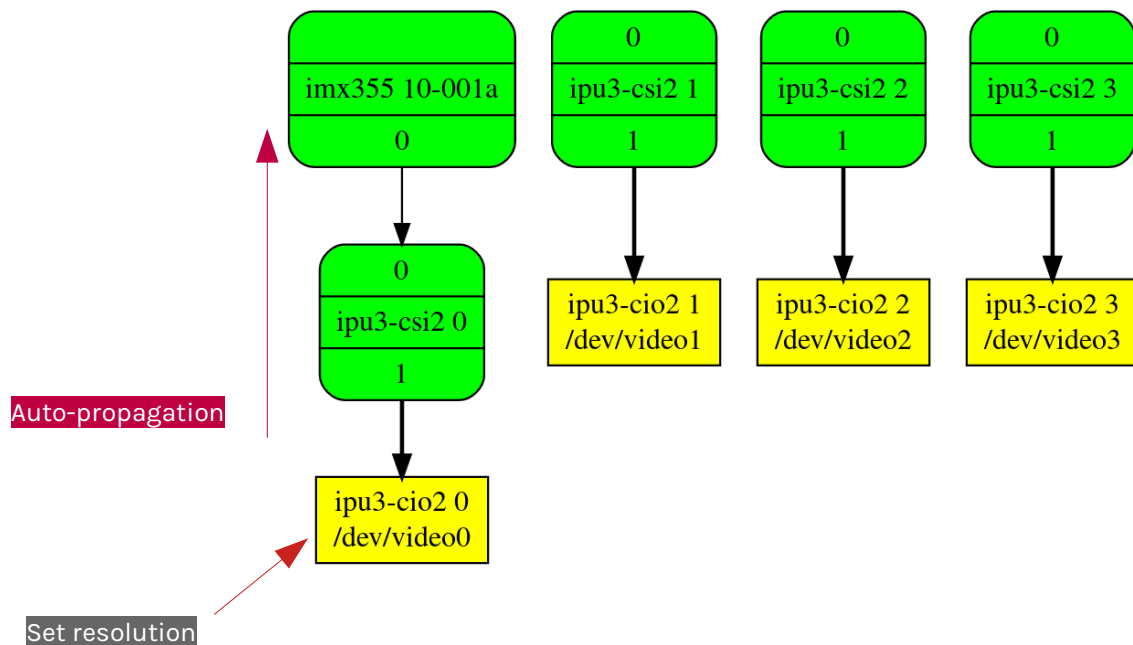 imx355 10-001a
0
0
ipu3-csi2 1
1
0
ipu3-csi2 2
1
0
ipu3-csi2 3
1
0
ipu3-csi2 0
1
ipu3-cio2 1
/dev/video1
ipu3-cio2 2
/dev/video2
ipu3-cio2 3
/dev/video3
Auto-propagation
ipu3-cio2 0
/dev/video0
Set resolution